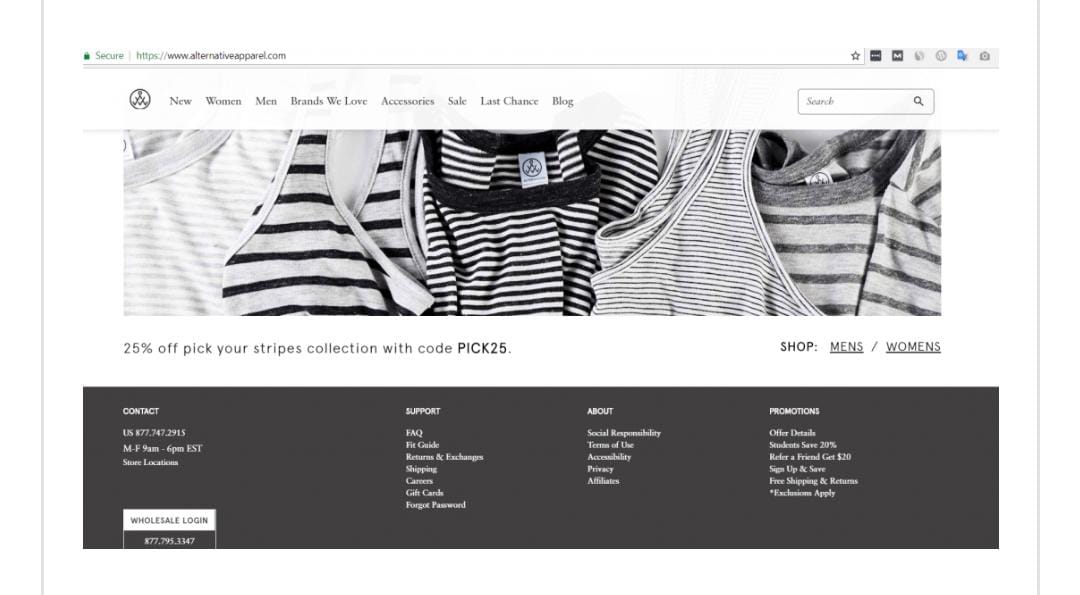 Secure https://www.alternativeapparel.com
New Women Men Brands We Love Accessories Sale Last Chance Blog
Search
25% off pick your stripes collection with code PICK25.
SHOP: MENS / WOMENS
CONTACT
US 877.747.2915
M-F 9am - 6pm EST
Store Locations
WHOLESALE LOGIN
877.795.3347
SUPPORT
FAQ
Fit Guide
Returns & Exchanges
Shipping
Careers
Gift Cards
Forgot Password
ABOUT
Social Responsibility
Terms of Use
Accessibility
Privacy
Affiliates
PROMOTIONS
Offer Details
Students Save 20%
Refer a Friend Get $20
Sign Up & Save
Free Shipping & Returns
*Exclusions Apply